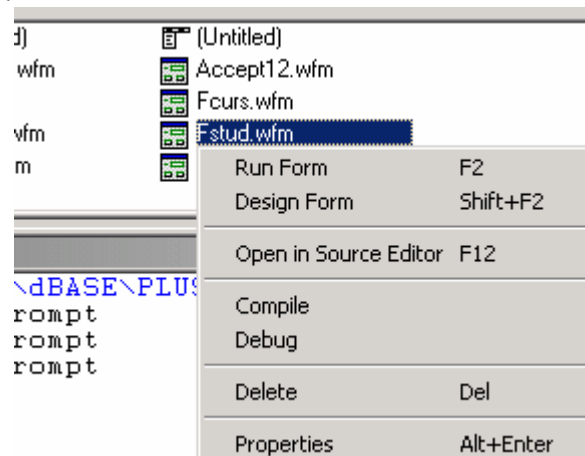 d) (Untitled)
wfm Accept12.wfm
Fcurs.wfm
wfm Fstud.wfm
m
Run Form F2
Design Form Shift+F2
Open in Source Editor F12
\dBASE\PLUS
Compile
rompt
Debug
rompt
rompt
Delete Del
Properties Alt+Enter